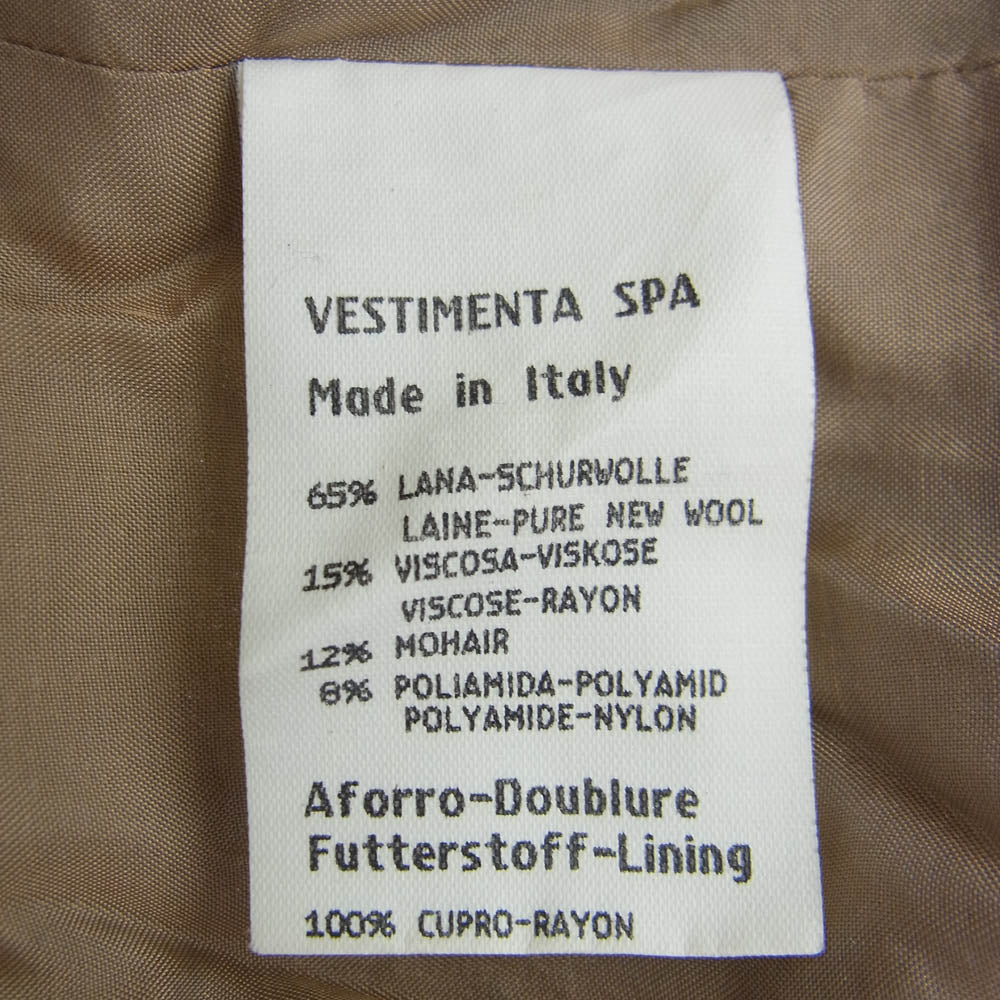 VESTIMENTA SPA
Made in Italy
65% LANA-SCHURWOLLE
LAINE-PURE NEW WOOL
15% VISCOSA-VISKOSE
VISCOSE-RAYON
12% MOHAIR
8% POLIAMIDA-POLYAMID
POLYAMIDE-NYLON
Aforro-Doublure
Futterstoff-Lining
100% CUPRO-RAYON